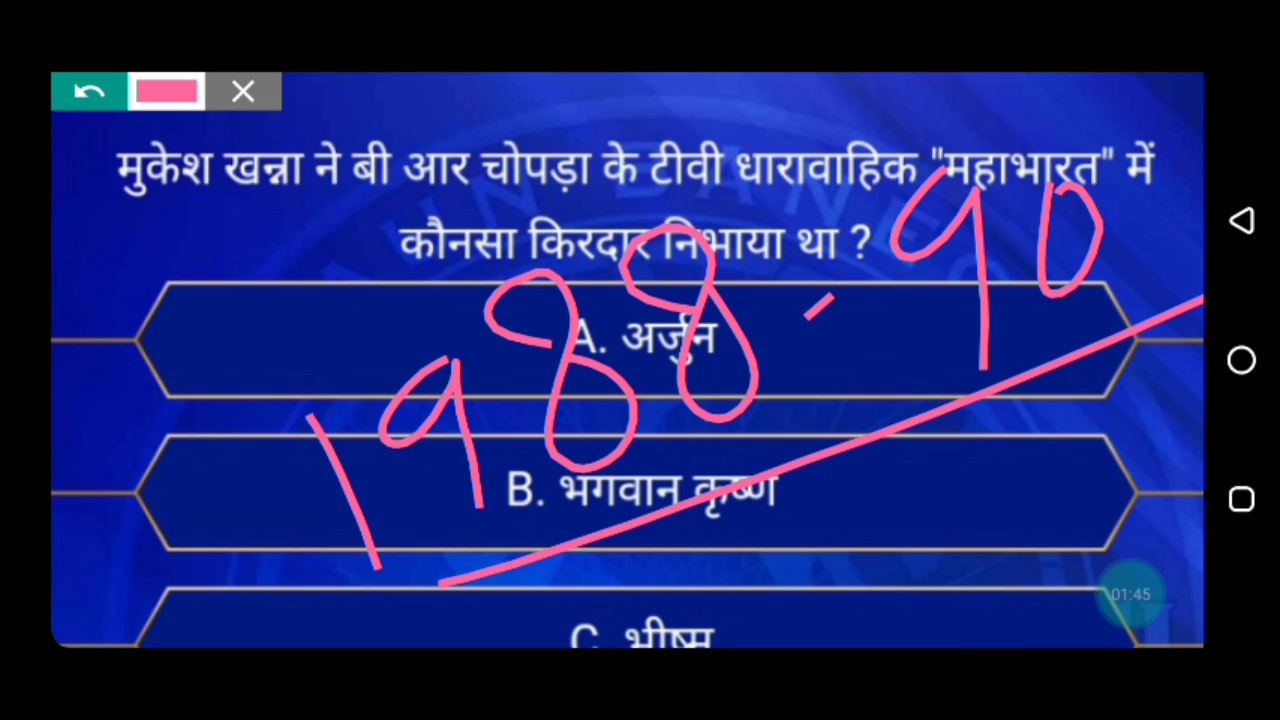 मुकेश खन्ना ने बी आर चोपड़ा के टीवी धारावाहिक "महाभारत" में
कौनसा किरदार निभाया था ?
1988-90
A. अर्जुन
B. भगवान कृष्ण
C. भीष्म
01:45